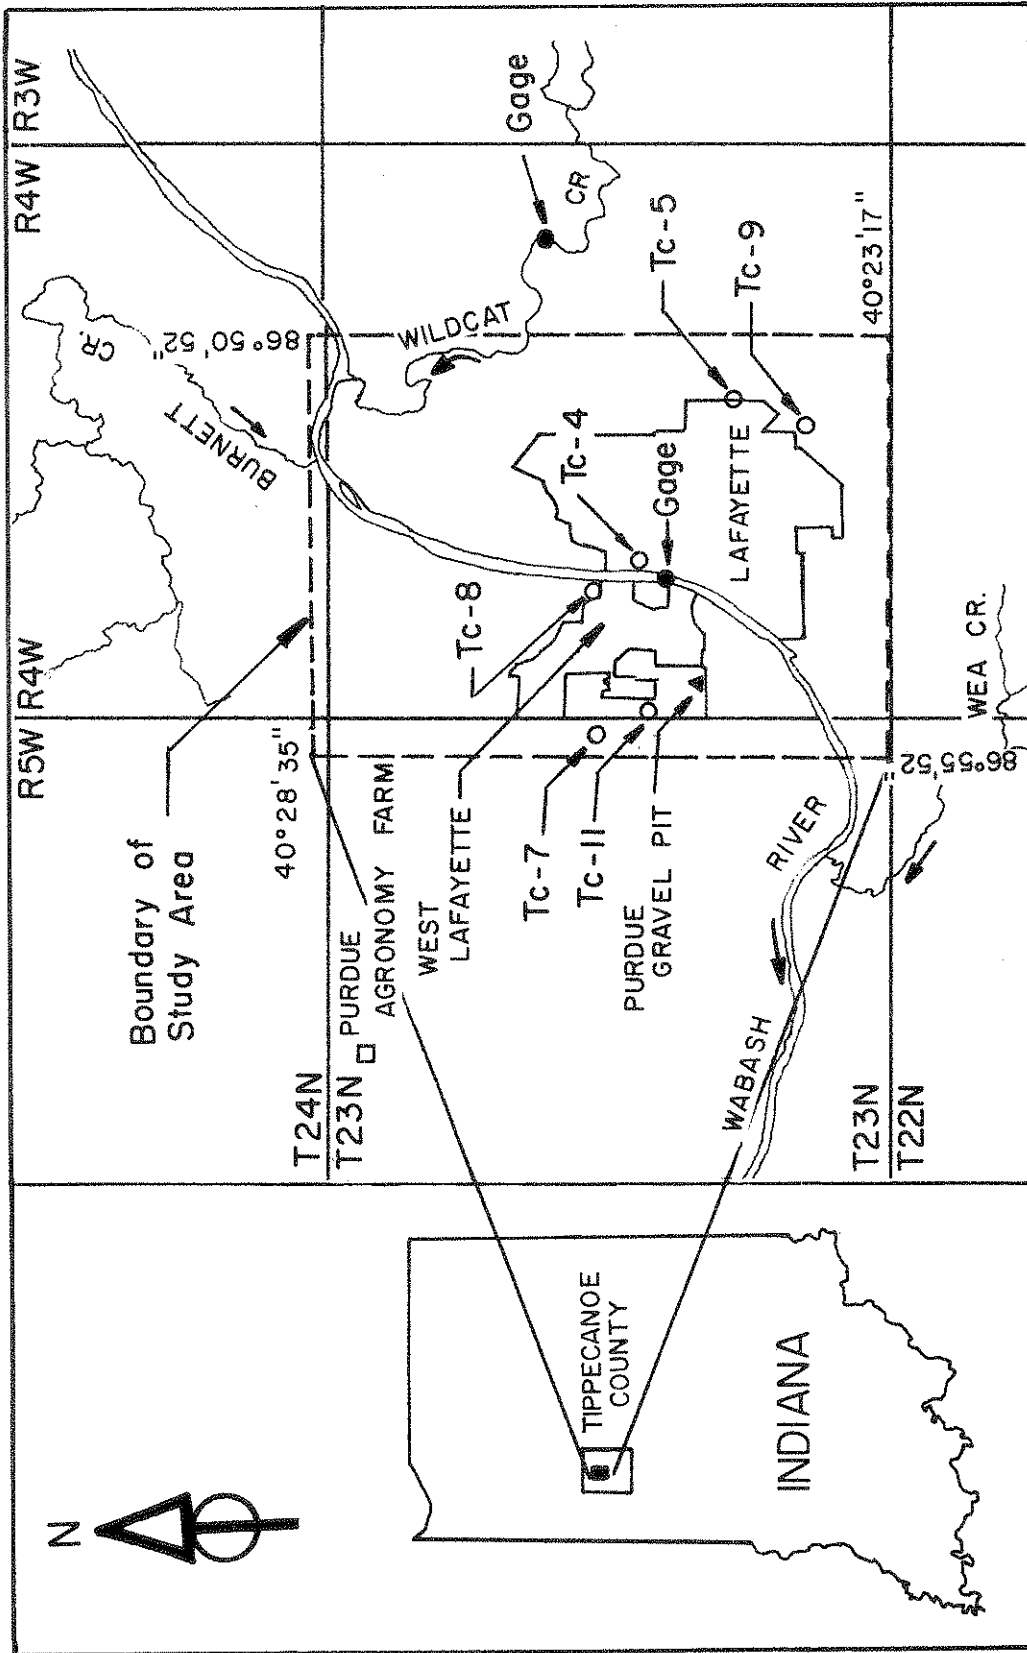 N
TIPPECANOE
COUNTY
INDIANA
R5W
R4W
R4W
R3W
Boundary of
Study Area
BURNETT
CR.
40°28'35"
86°50'52"
T24N
T23N
PURDUE
AGRONOMY FARM
WEST
LAFAYETTE
Tc-8
Tc-4
WILDCAT
CR
Gage
Tc-7
Tc-11
PURDUE
GRAVEL PIT
Gage
Tc-5
LAFAYETTE
Tc-9
WABASH
RIVER
T23N
T22N
86°55'52"
WEA CR.
40°23'17"